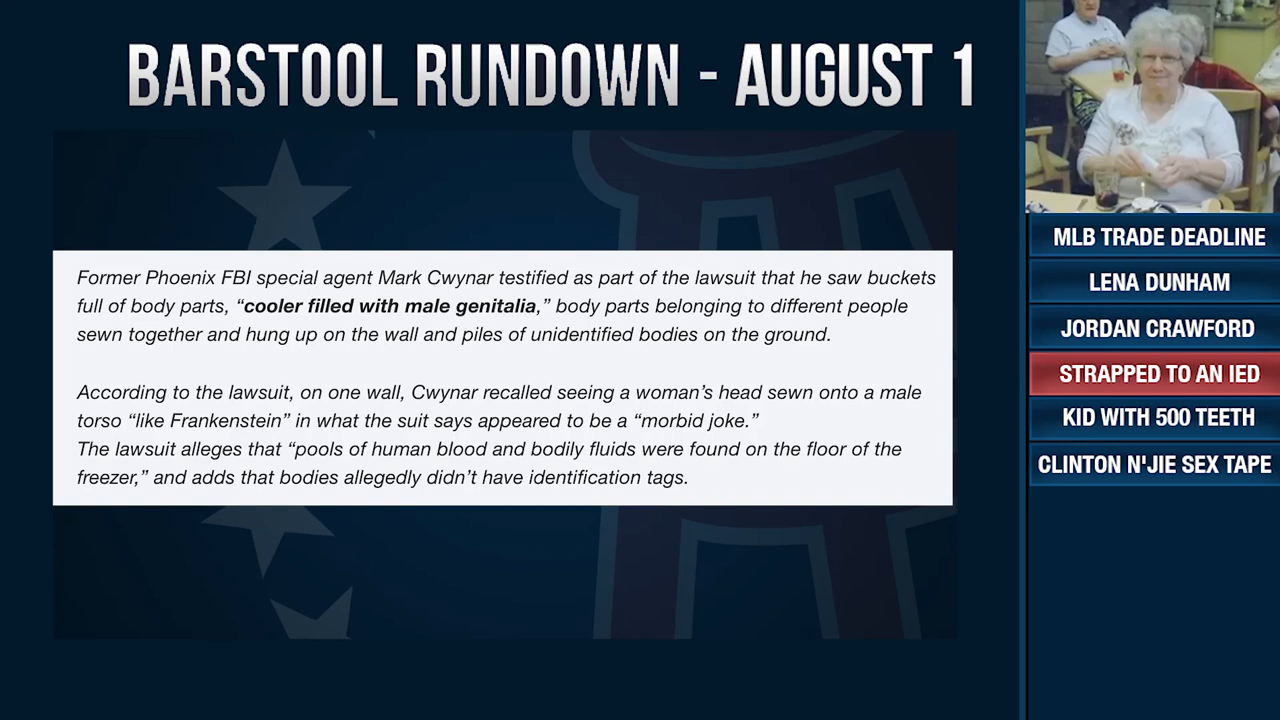 BARSTOOL RUNDOWN - AUGUST 1
Former Phoenix FBI special agent Mark Cwynar testified as part of the lawsuit that he saw buckets
full of body parts, “cooler filled with male genitalia,” body parts belonging to different people
sewn together and hung up on the wall and piles of unidentified bodies on the ground.
According to the lawsuit, on one wall, Cwynar recalled seeing a woman’s head sewn onto a male
torso “like Frankenstein” in what the suit says appeared to be a “morbid joke.”
The lawsuit alleges that “pools of human blood and bodily fluids were found on the floor of the
freezer,” and adds that bodies allegedly didn’t have identification tags.
MLB TRADE DEADLINE
LENA DUNHAM
JORDAN CRAWFORD
STRAPPED TO AN IED
KID WITH 500 TEETH
CLINTON N'JIE SEX TAPE